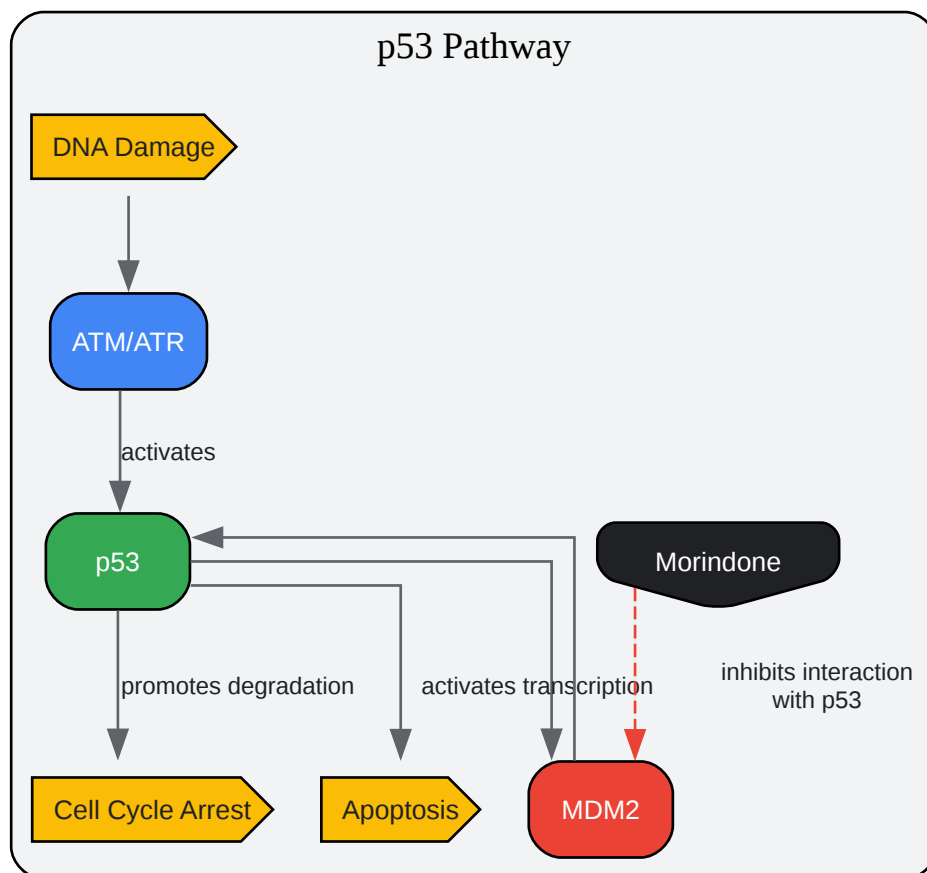 p53 Pathway
DNA Damage
ATM/ATR
activates
p53
Morindone
promotes degradation
activates transcription
inhibits interaction
with p53
Cell Cycle Arrest
Apoptosis
MDM2